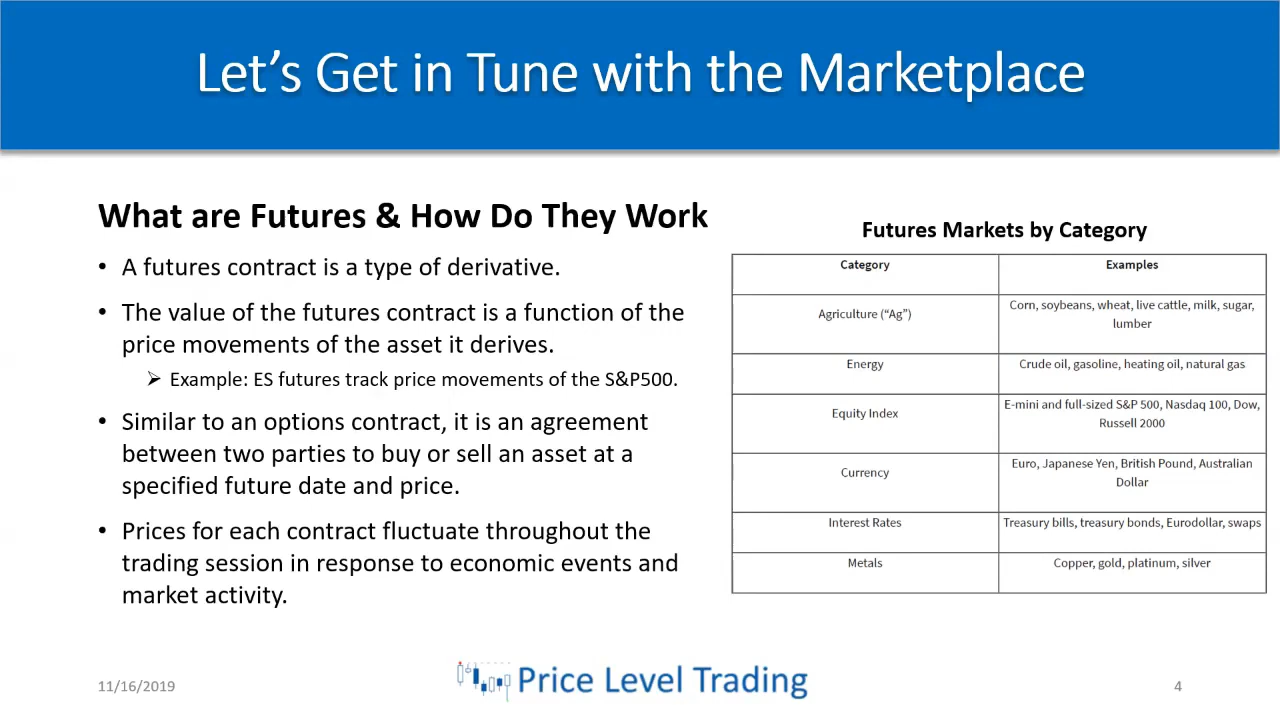 Let’s Get in Tune with the Marketplace
What are Futures & How Do They Work
• A futures contract is a type of derivative.
• The value of the futures contract is a function of the
price movements of the asset it derives.
➢ Example: ES futures track price movements of the S&P500.
• Similar to an options contract, it is an agreement
between two parties to buy or sell an asset at a
specified future date and price.
• Prices for each contract fluctuate throughout the
trading session in response to economic events and
market activity.
Futures Markets by Category
Category Examples
Agriculture (“Ag”) Corn, soybeans, wheat, live cattle, milk, sugar,
lumber
Energy Crude oil, gasoline, heating oil, natural gas
Equity Index E-mini and full-sized S&P 500, Nasdaq 100, Dow,
Russell 2000
Currency Euro, Japanese Yen, British Pound, Australian
Dollar
Interest Rates Treasury bills, treasury bonds, Eurodollar, swaps
Metals Copper, gold, platinum, silver
11/16/2019
Price Level Trading
4